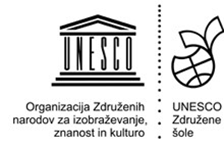 UNESCO
Organizacija Združenih
narodov za izobraževanje,
znanost in kulturo
UNESCO
Združene
šole